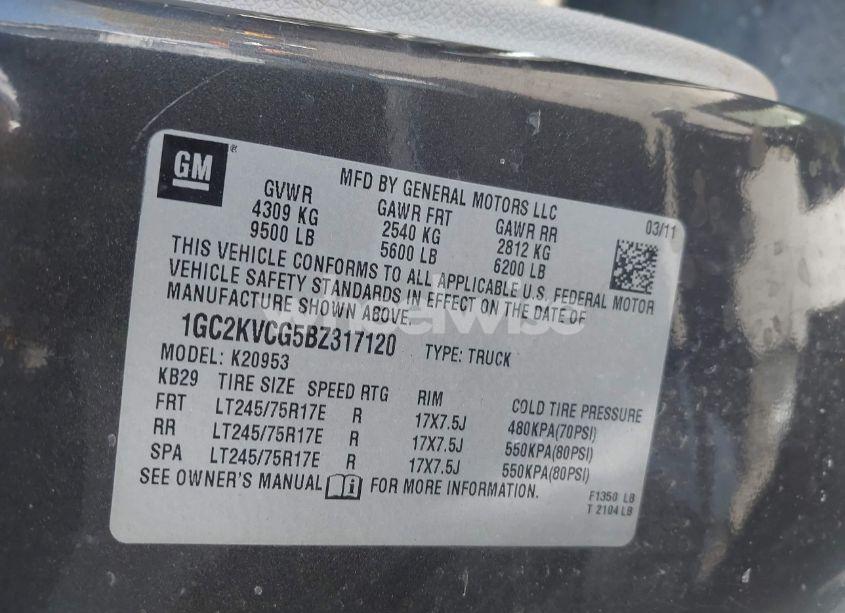 GM
MFD BY GENERAL MOTORS LLC
03/11
GVWR GAWR FRT GAWR RR
4309 KG 2540 KG 2812 KG
9500 LB 5600 LB 6200 LB
THIS VEHICLE CONFORMS TO ALL APPLICABLE U.S. FEDERAL MOTOR
VEHICLE SAFETY STANDARDS IN EFFECT ON THE DATE OF
MANUFACTURE SHOWN ABOVE.
1GC2KVCG5BZ317120 TYPE: TRUCK
MODEL: K20953
KB29 TIRE SIZE SPEED RTG RIM COLD TIRE PRESSURE
FRT LT245/75R17E R 17X7.5J 480KPA(70PSI)
RR LT245/75R17E R 17X7.5J 550KPA(80PSI)
SPA LT245/75R17E R 17X7.5J 550KPA(80PSI)
SEE OWNER'S MANUAL FOR MORE INFORMATION.
F1350 LB
T 2104 LB
wheelwise